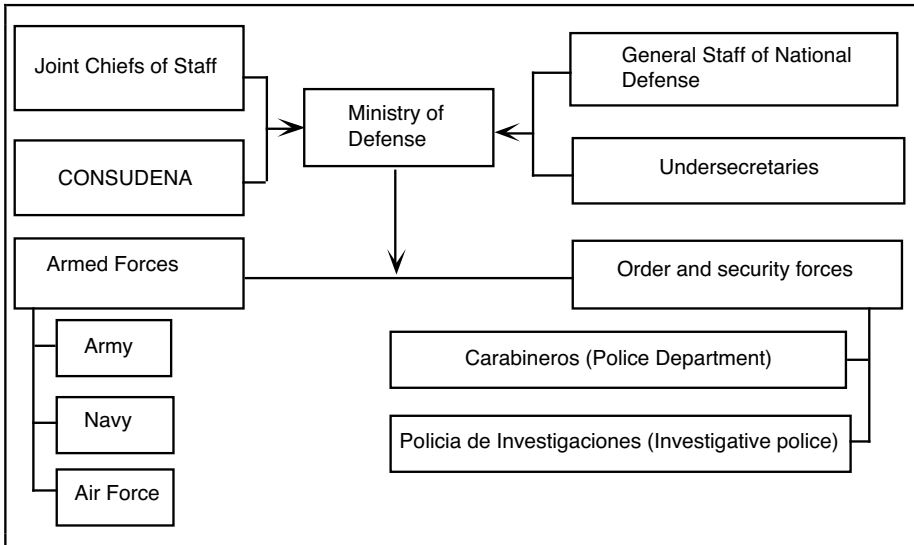 Joint Chiefs of Staff
General Staff of National
Defense
Ministry of
Defense
CONSUDENA
Undersecretaries
Armed Forces
Order and security forces
Army
Carabineros (Police Department)
Navy
Policia de Investigaciones (Investigative police)
Air Force